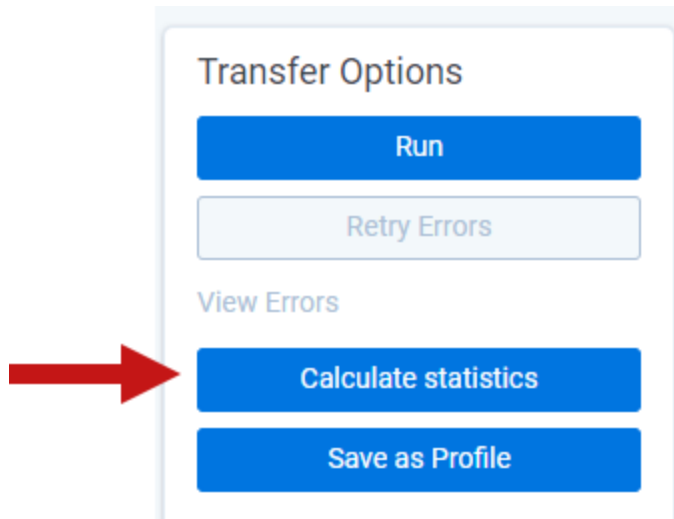 Transfer Options
Run
Retry Errors
View Errors
Calculate statistics
Save as Profile